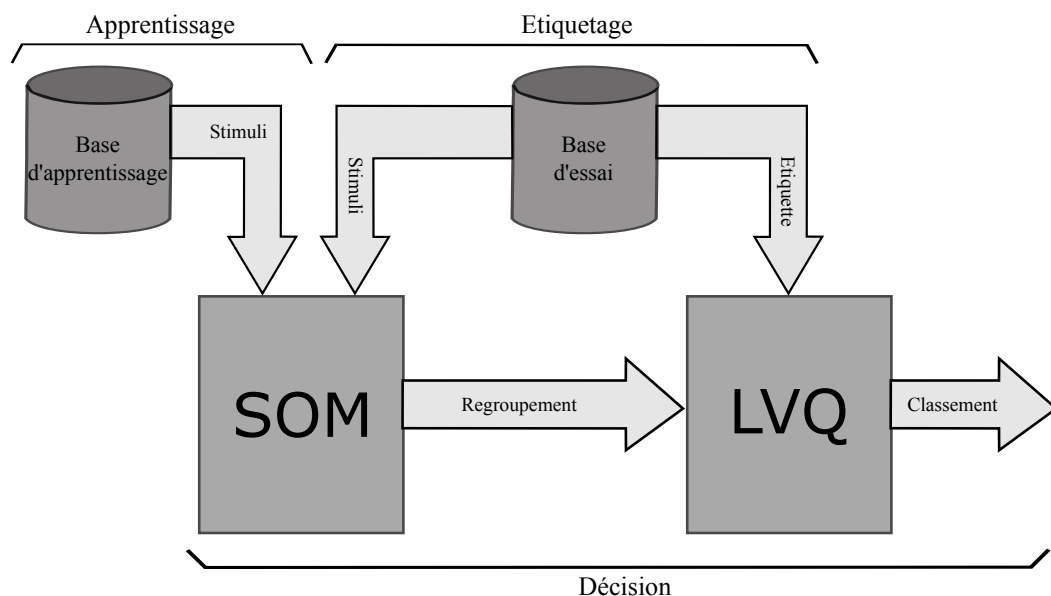 Apprentissage
Etiquetage
Base
d'apprentissage
Stimuli
Stimuli
Base
d'essai
Etiquette
SOM
Regroupement
LVQ
Classement
Décision